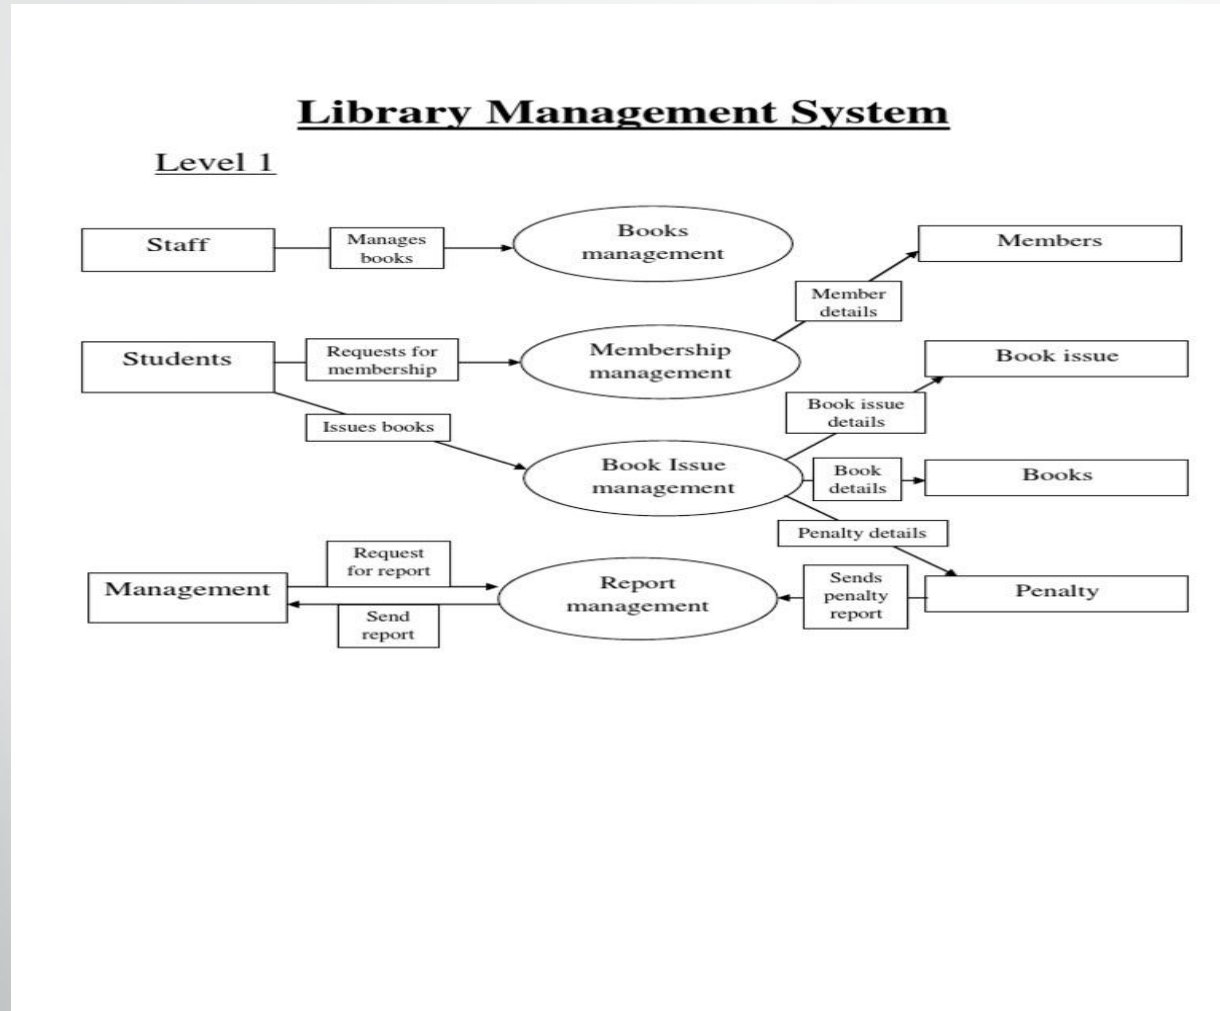 Library Management System
Level 1
Staff
Manages
books
Books
management
Members
Member
details
Students
Requests for
membership
Membership
management
Book issue
Book issue
details
Issues books
Book Issue
management
Book
details
Books
Penalty details
Management
Request
for report
Send
report
Report
management
Sends
penalty
report
Penalty